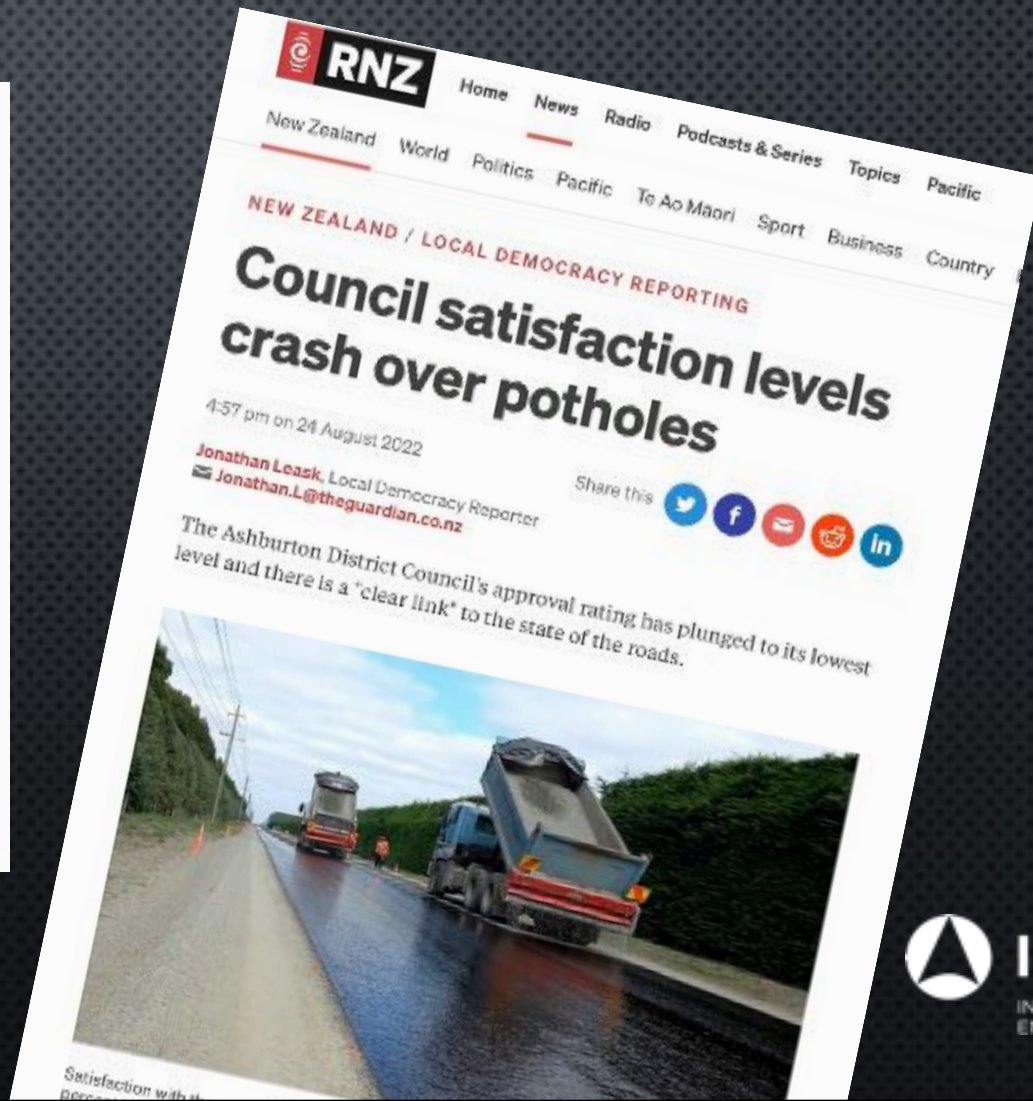 RNZ
Home News Radio Podcasts & Series Topics Pacific
New Zealand World Politics Pacific Te Ao Māori Sport Business Country
NEW ZEALAND / LOCAL DEMOCRACY REPORTING
Council satisfaction levels
crash over potholes
4:57 pm on 24 August 2022
Jonathan Leask, Local Democracy Reporter
Jonathan.L@theguardian.co.nz
Share this
The Ashburton District Council's approval rating has plunged to its lowest
level and there is a "clear link" to the state of the roads.
Satisfaction with